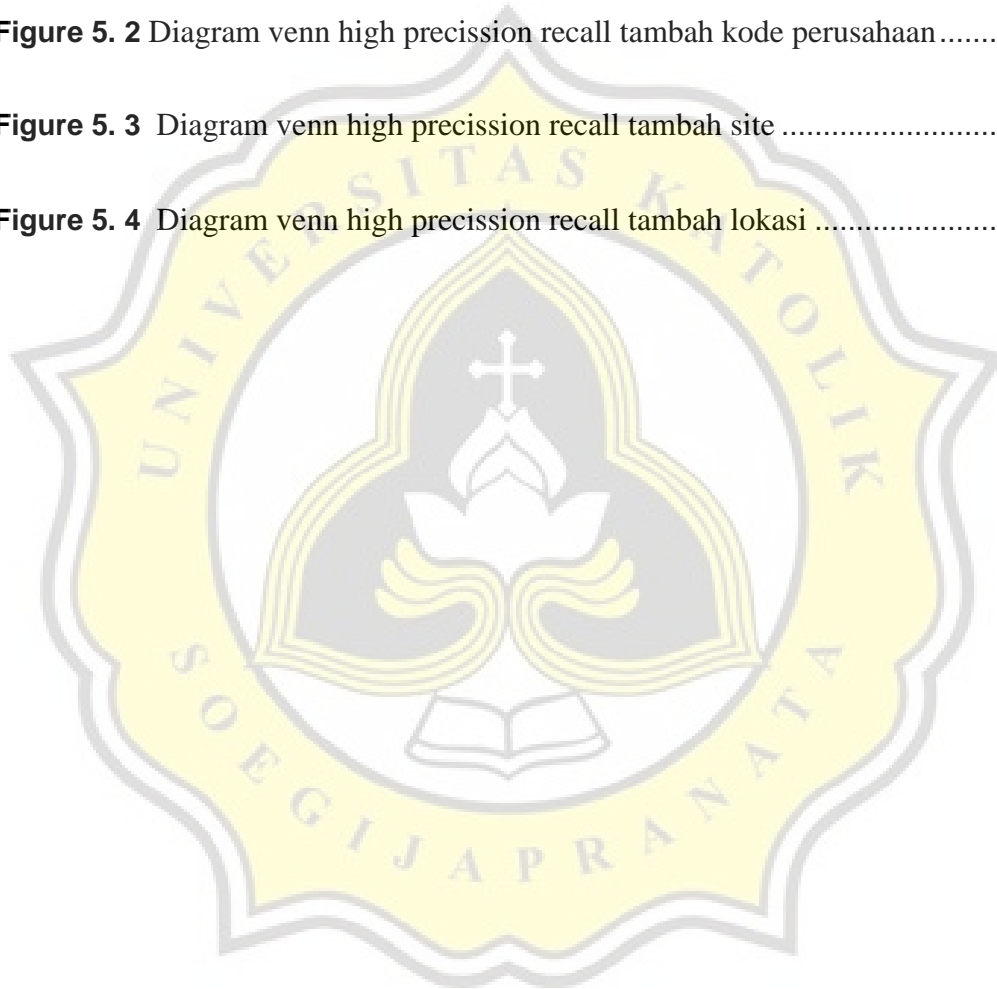 Figure 5. 2 Diagram venn high precission recall tambah kode perusahaan.......
Figure 5. 3 Diagram venn high precission recall tambah site ..........................
Figure 5. 4 Diagram venn high precission recall tambah lokasi ......................
UNIVERSITAS KATOLIK
SOEGIJAPRANATA